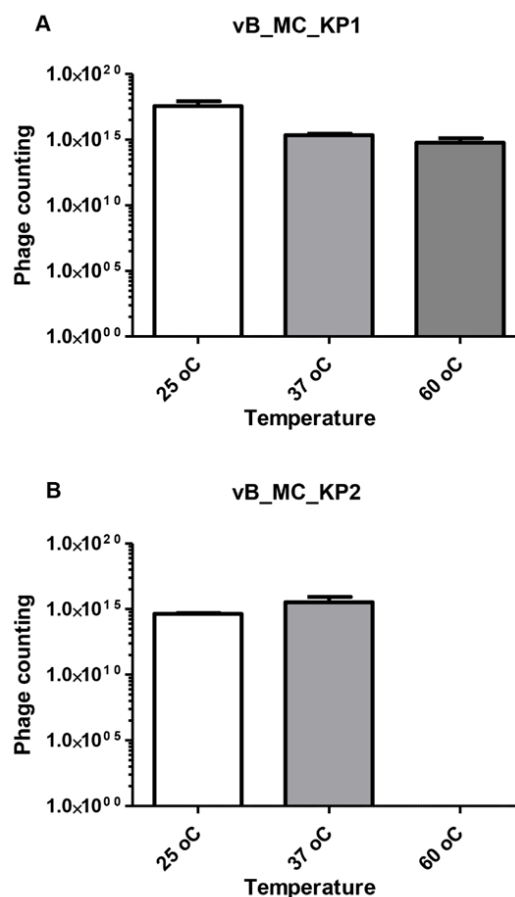 A
vB_MC_KP1
Phage counting
1.0×10²⁰
1.0×10¹⁵
1.0×10¹⁰
1.0×10⁰⁵
1.0×10⁰⁰
25 oC
37 oC
60 oC
Temperature
B
vB_MC_KP2
Phage counting
1.0×10²⁰
1.0×10¹⁵
1.0×10¹⁰
1.0×10⁰⁵
1.0×10⁰⁰
25 oC
37 oC
60 oC
Temperature